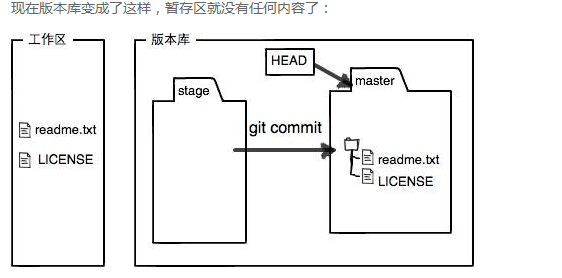 现在版本库变成了这样，暂存区就没有任何内容了：
工作区
版本库
HEAD
stage
master
git commit
readme.txt
LICENSE
readme.txt
LICENSE